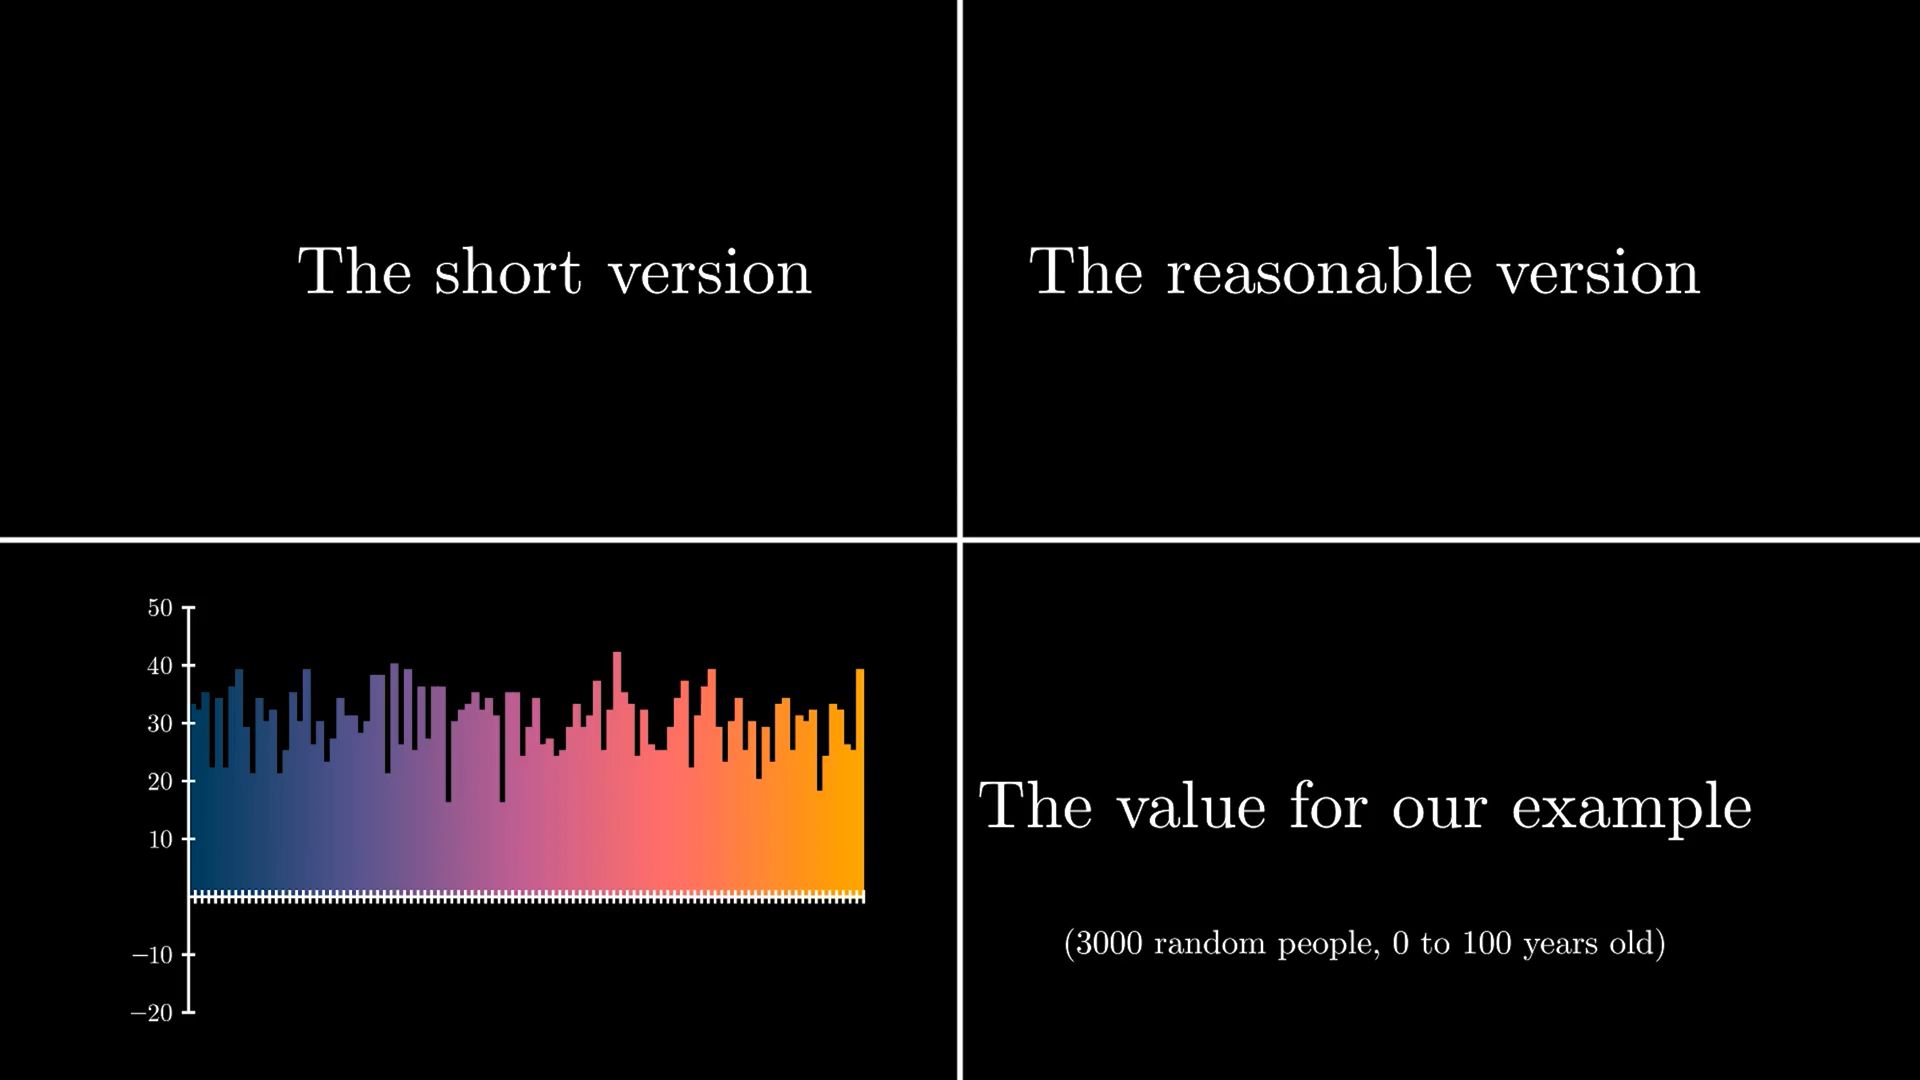 The short version
The reasonable version
50
40
30
20
10
−10
−20
The value for our example
(3000 random people, 0 to 100 years old)